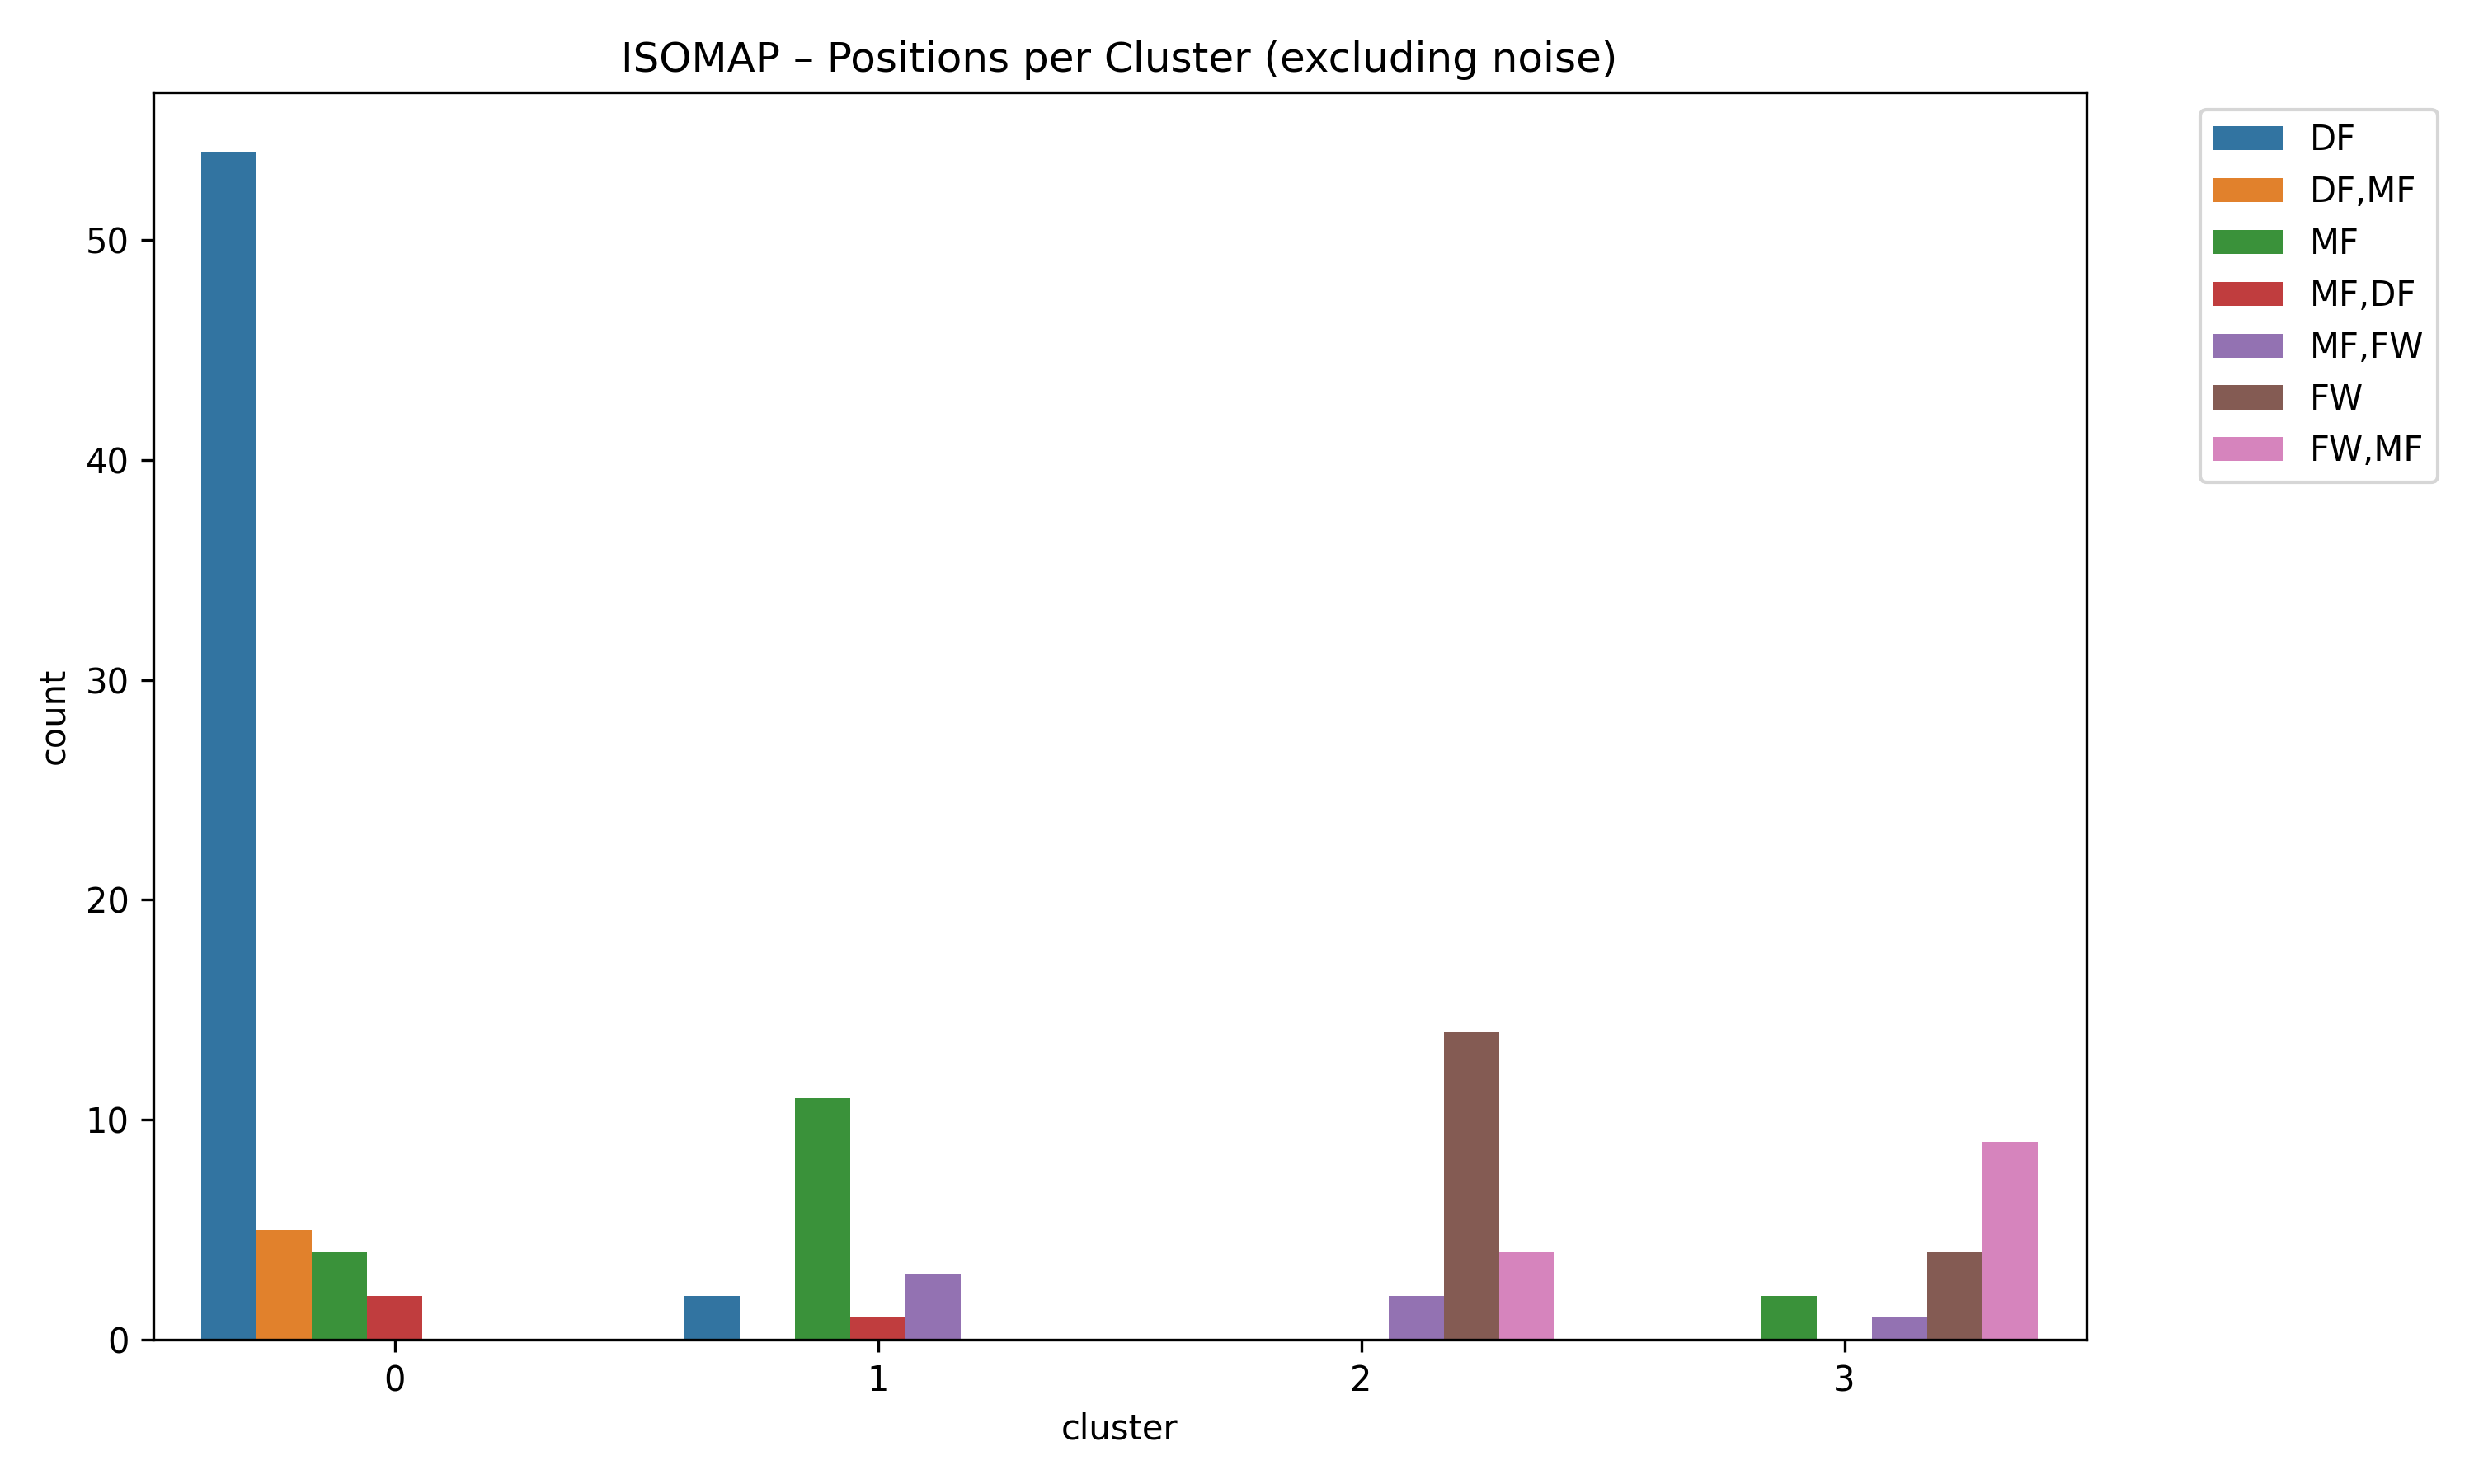 ISOMAP – Positions per Cluster (excluding noise)
DF
DF,MF
MF
MF,DF
MF,FW
FW
FW,MF
count
50
40
30
20
10
0
0 1 2 3
cluster